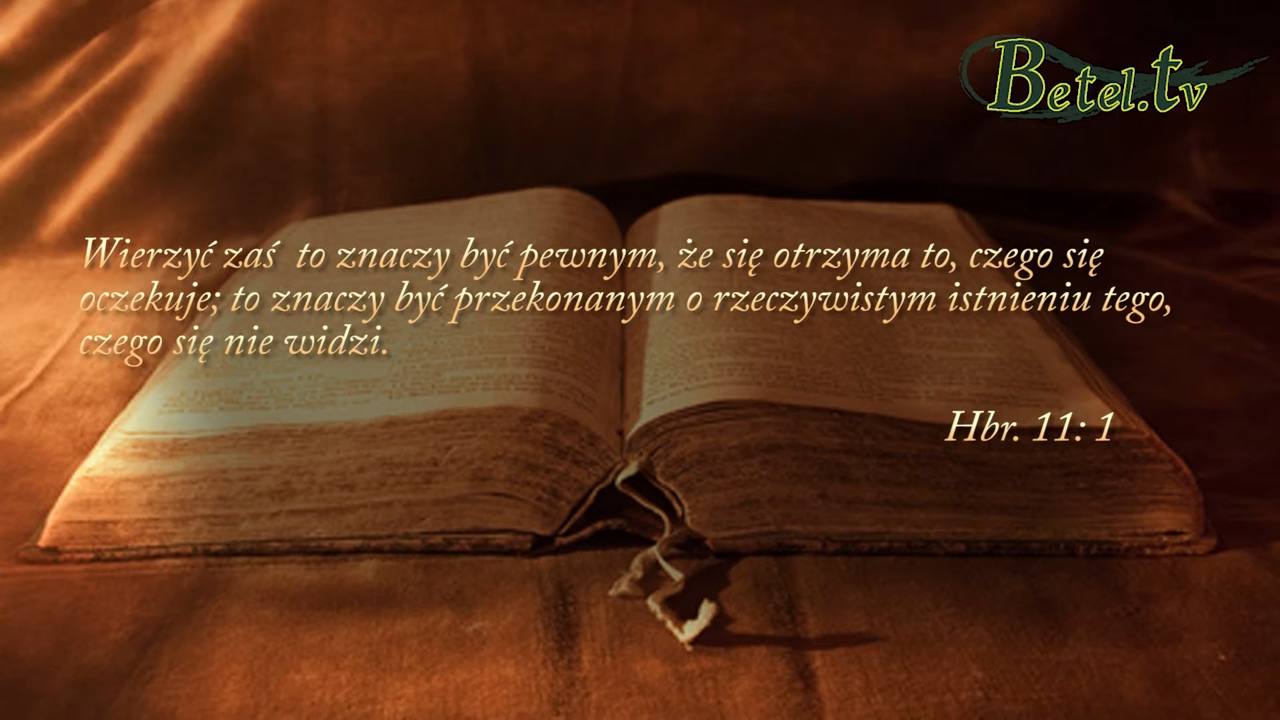 Betel.tv
Wierzyć zaś to znaczy być pewnym, że się otrzyma to, czego się
oczekuje; to znaczy być przekonanym o rzeczywistym istnieniu tego,
czego się nie widzi.
Hbr. 11: 1